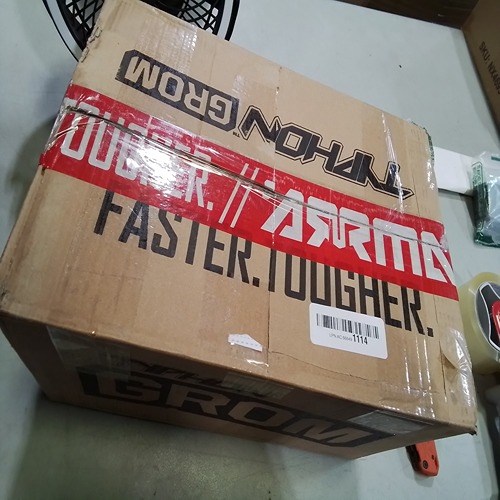 TYPHON
GROM
TOUGHER. // ARRMA
FASTER.TOUGHER.
1114
GROM